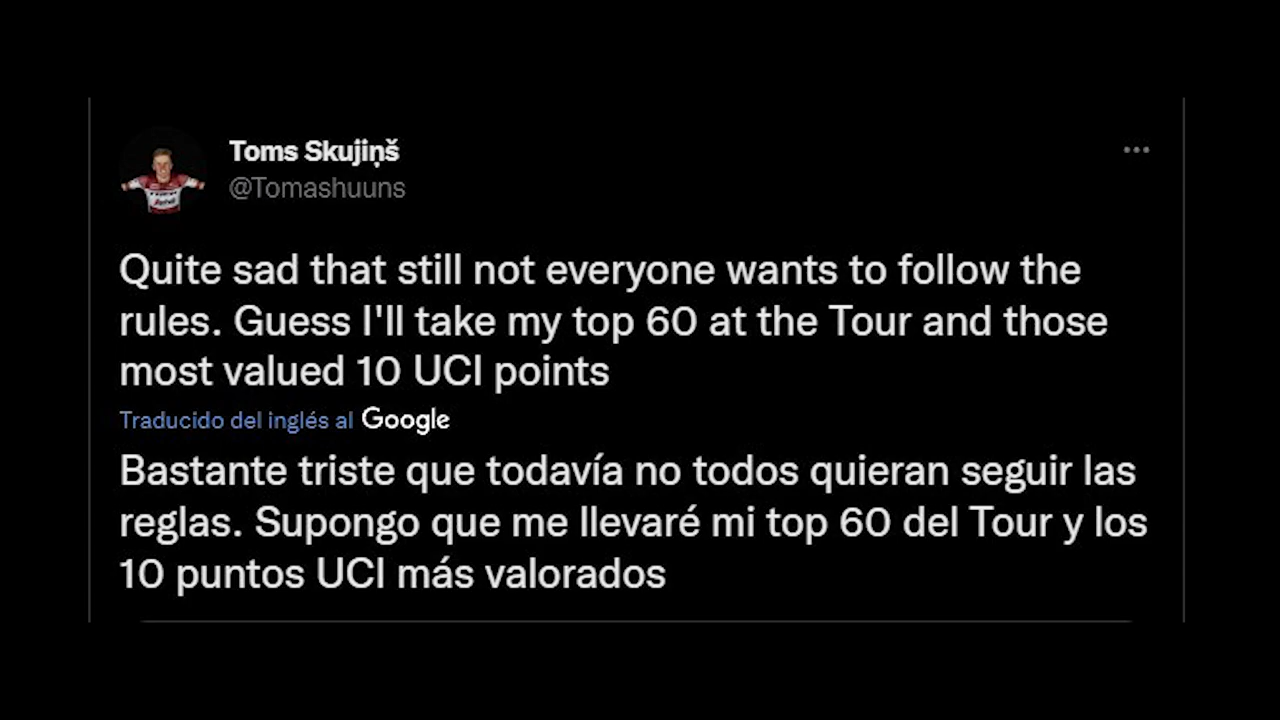 Toms Skujiņš
@Tomashuuns
Quite sad that still not everyone wants to follow the
rules. Guess I'll take my top 60 at the Tour and those
most valued 10 UCI points
Traducido del inglés al Google
Bastante triste que todavía no todos quieran seguir las
reglas. Supongo que me llevaré mi top 60 del Tour y los
10 puntos UCI más valorados